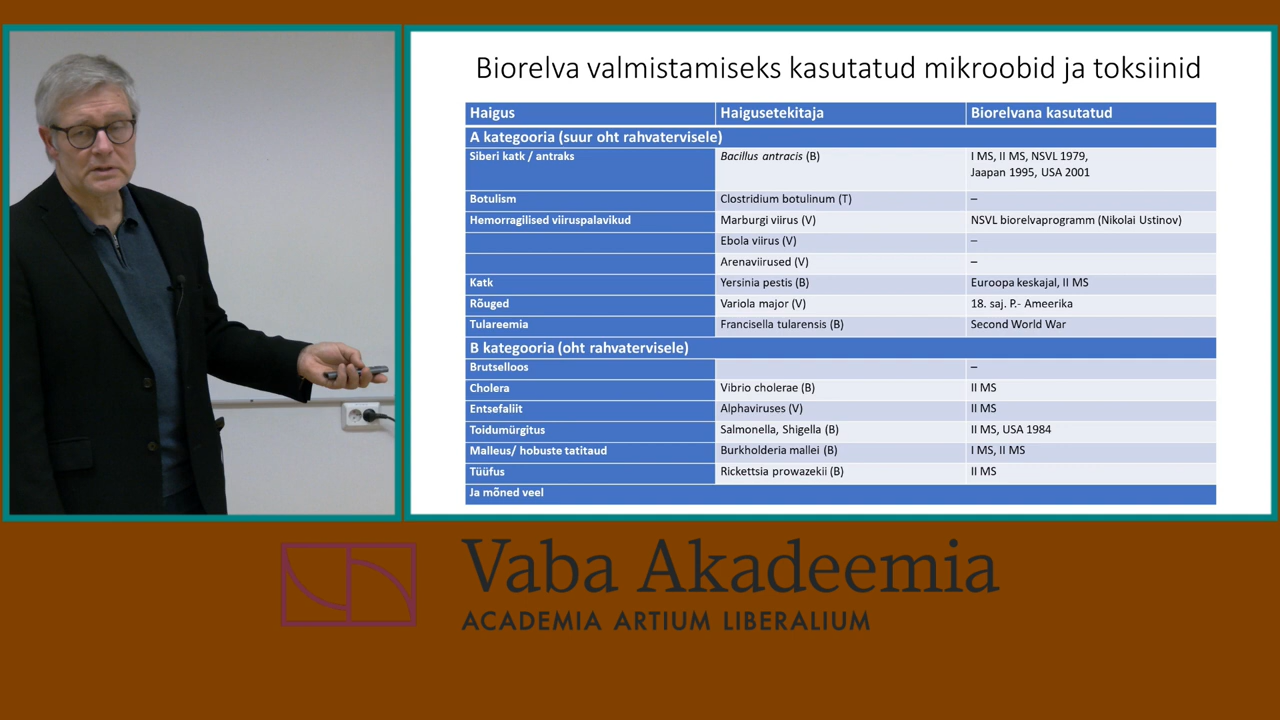 Biorelva valmistamiseks kasutatud mikroobid ja toksiinid
Haigus Haigusetekitaja Biorelvana kasutatud
A kategooria (suur oht rahvatervisele)
Siberi katk / antraks Bacillus antracis (B) I MS, II MS, NSVL 1979,
Jaapan 1995, USA 2001
Botulism Clostridium botulinum (T) –
Hemorragilised viiruspalavikud Marburgi viirus (V) NSVL biorelvaprogramm (Nikolai Ustinov)
Ebola viirus (V) –
Arenaviirused (V) –
Katk Yersinia pestis (B) Euroopa keskajal, II MS
Rõuged Variola major (V) 18. saj. P.- Ameerika
Tulareemia Francisella tularensis (B) Second World War
B kategooria (oht rahvatervisele)
Brutselloos –
Cholera Vibrio cholerae (B) II MS
Entsefaliit Alphaviruses (V) II MS
Toidumürgitus Salmonella, Shigella (B) II MS, USA 1984
Malleus/ hobuste tatitaud Burkholderia mallei (B) I MS, II MS
Tüüfus Rickettsia prowazekii (B) II MS
Ja mõned veel
Vaba Akadeemia
ACADEMIA ARTIUM LIBERALIUM